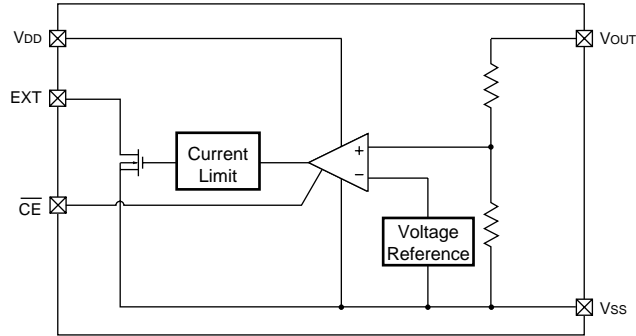 VDD
VOUT
EXT
Current
Limit
+
−
CE
Voltage
Reference
VSS